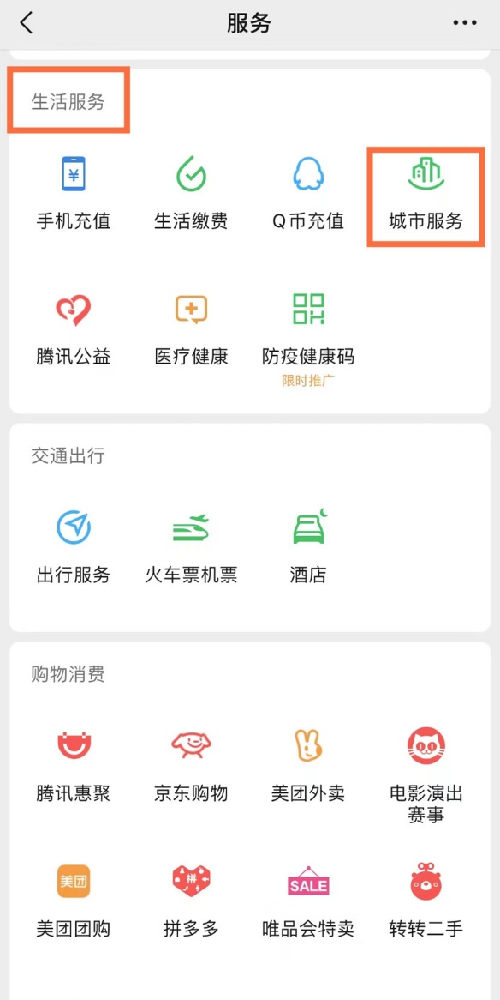 服务
生活服务
¥
手机充值 生活缴费 Q币充值 城市服务
腾讯公益 医疗健康 防疫健康码
限时推广
交通出行
出行服务 火车票机票 酒店
购物消费
腾讯惠聚 京东购物 美团外卖 电影演出
赛事
美团 拼 SALE
美团团购 拼多多 唯品会特卖 转转二手